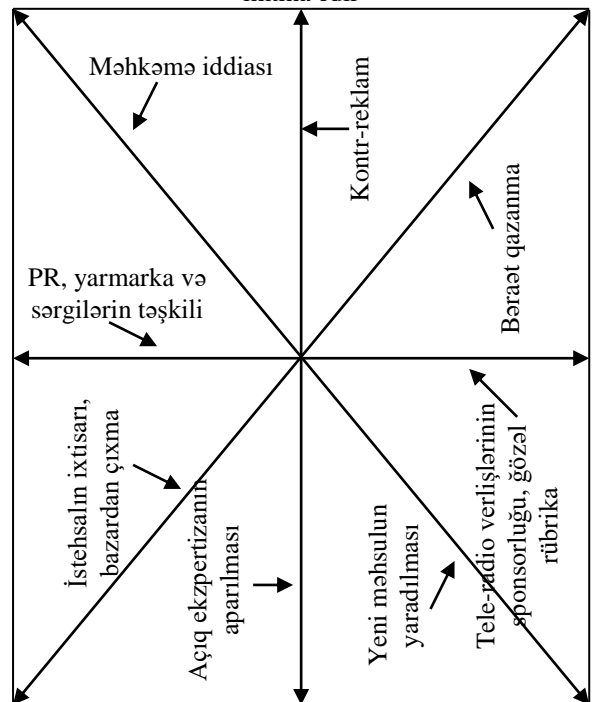 Məhkəmə iddiası
Kontr-reklam
Bəraət qazanma
PR, yarmarka və
sərgilərin təşkili
İstehsalın ixtisarı,
bazardan çıxma
Açıq ekzpertizanın
aparılması
Yeni məhsulun
yaradılması
Tele-radio verlişlərinin
sponsorluğu, ğözəl
rübrika